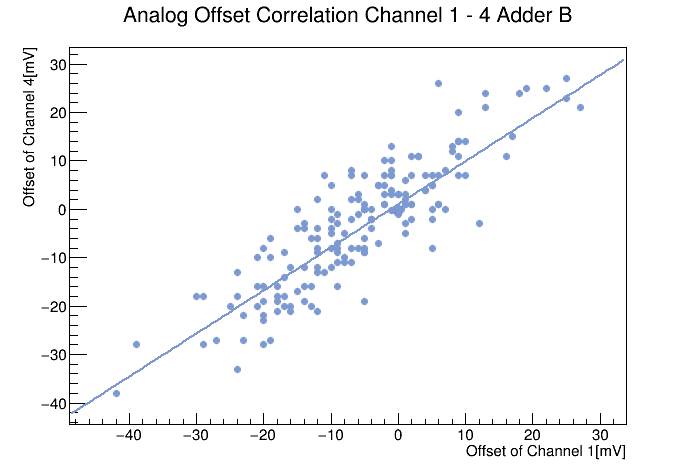 Analog Offset Correlation Channel 1 - 4 Adder B
Offset of Channel 4[mV]
30
20
10
0
−10
−20
−30
−40
−40 −30 −20 −10 0 10 20 30
Offset of Channel 1[mV]